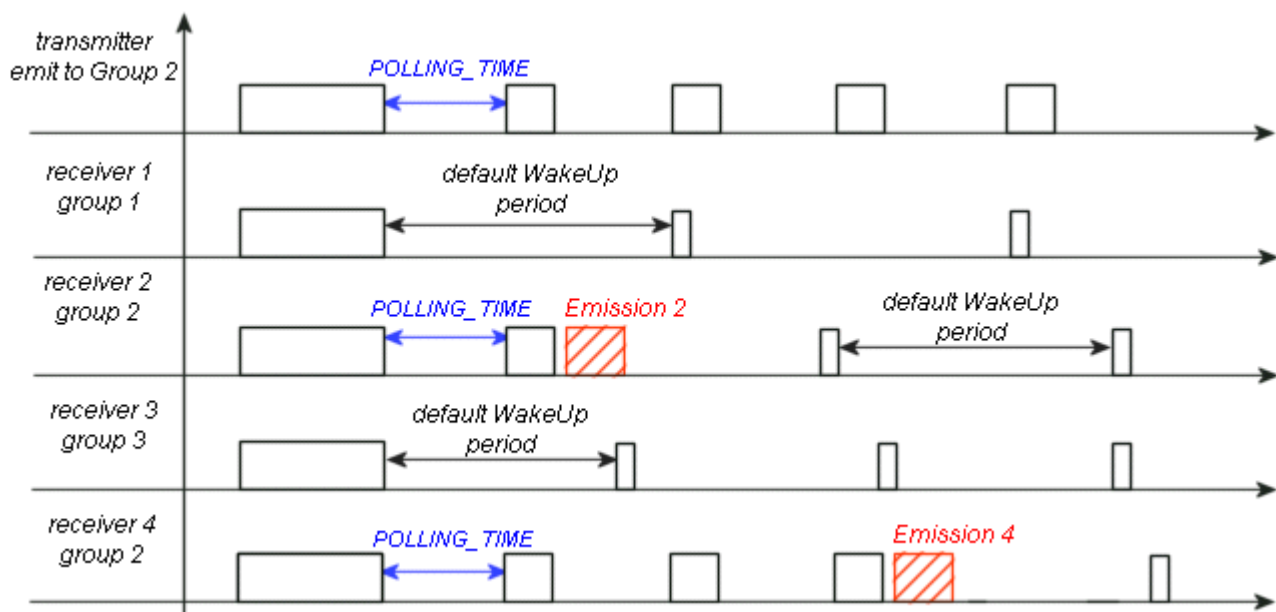 transmitter
emit to Group 2
POLLING_TIME
receiver 1
group 1
default WakeUp
period
receiver 2
group 2
POLLING_TIME
Emission 2
default WakeUp
period
receiver 3
group 3
default WakeUp
period
receiver 4
group 2
POLLING_TIME
Emission 4